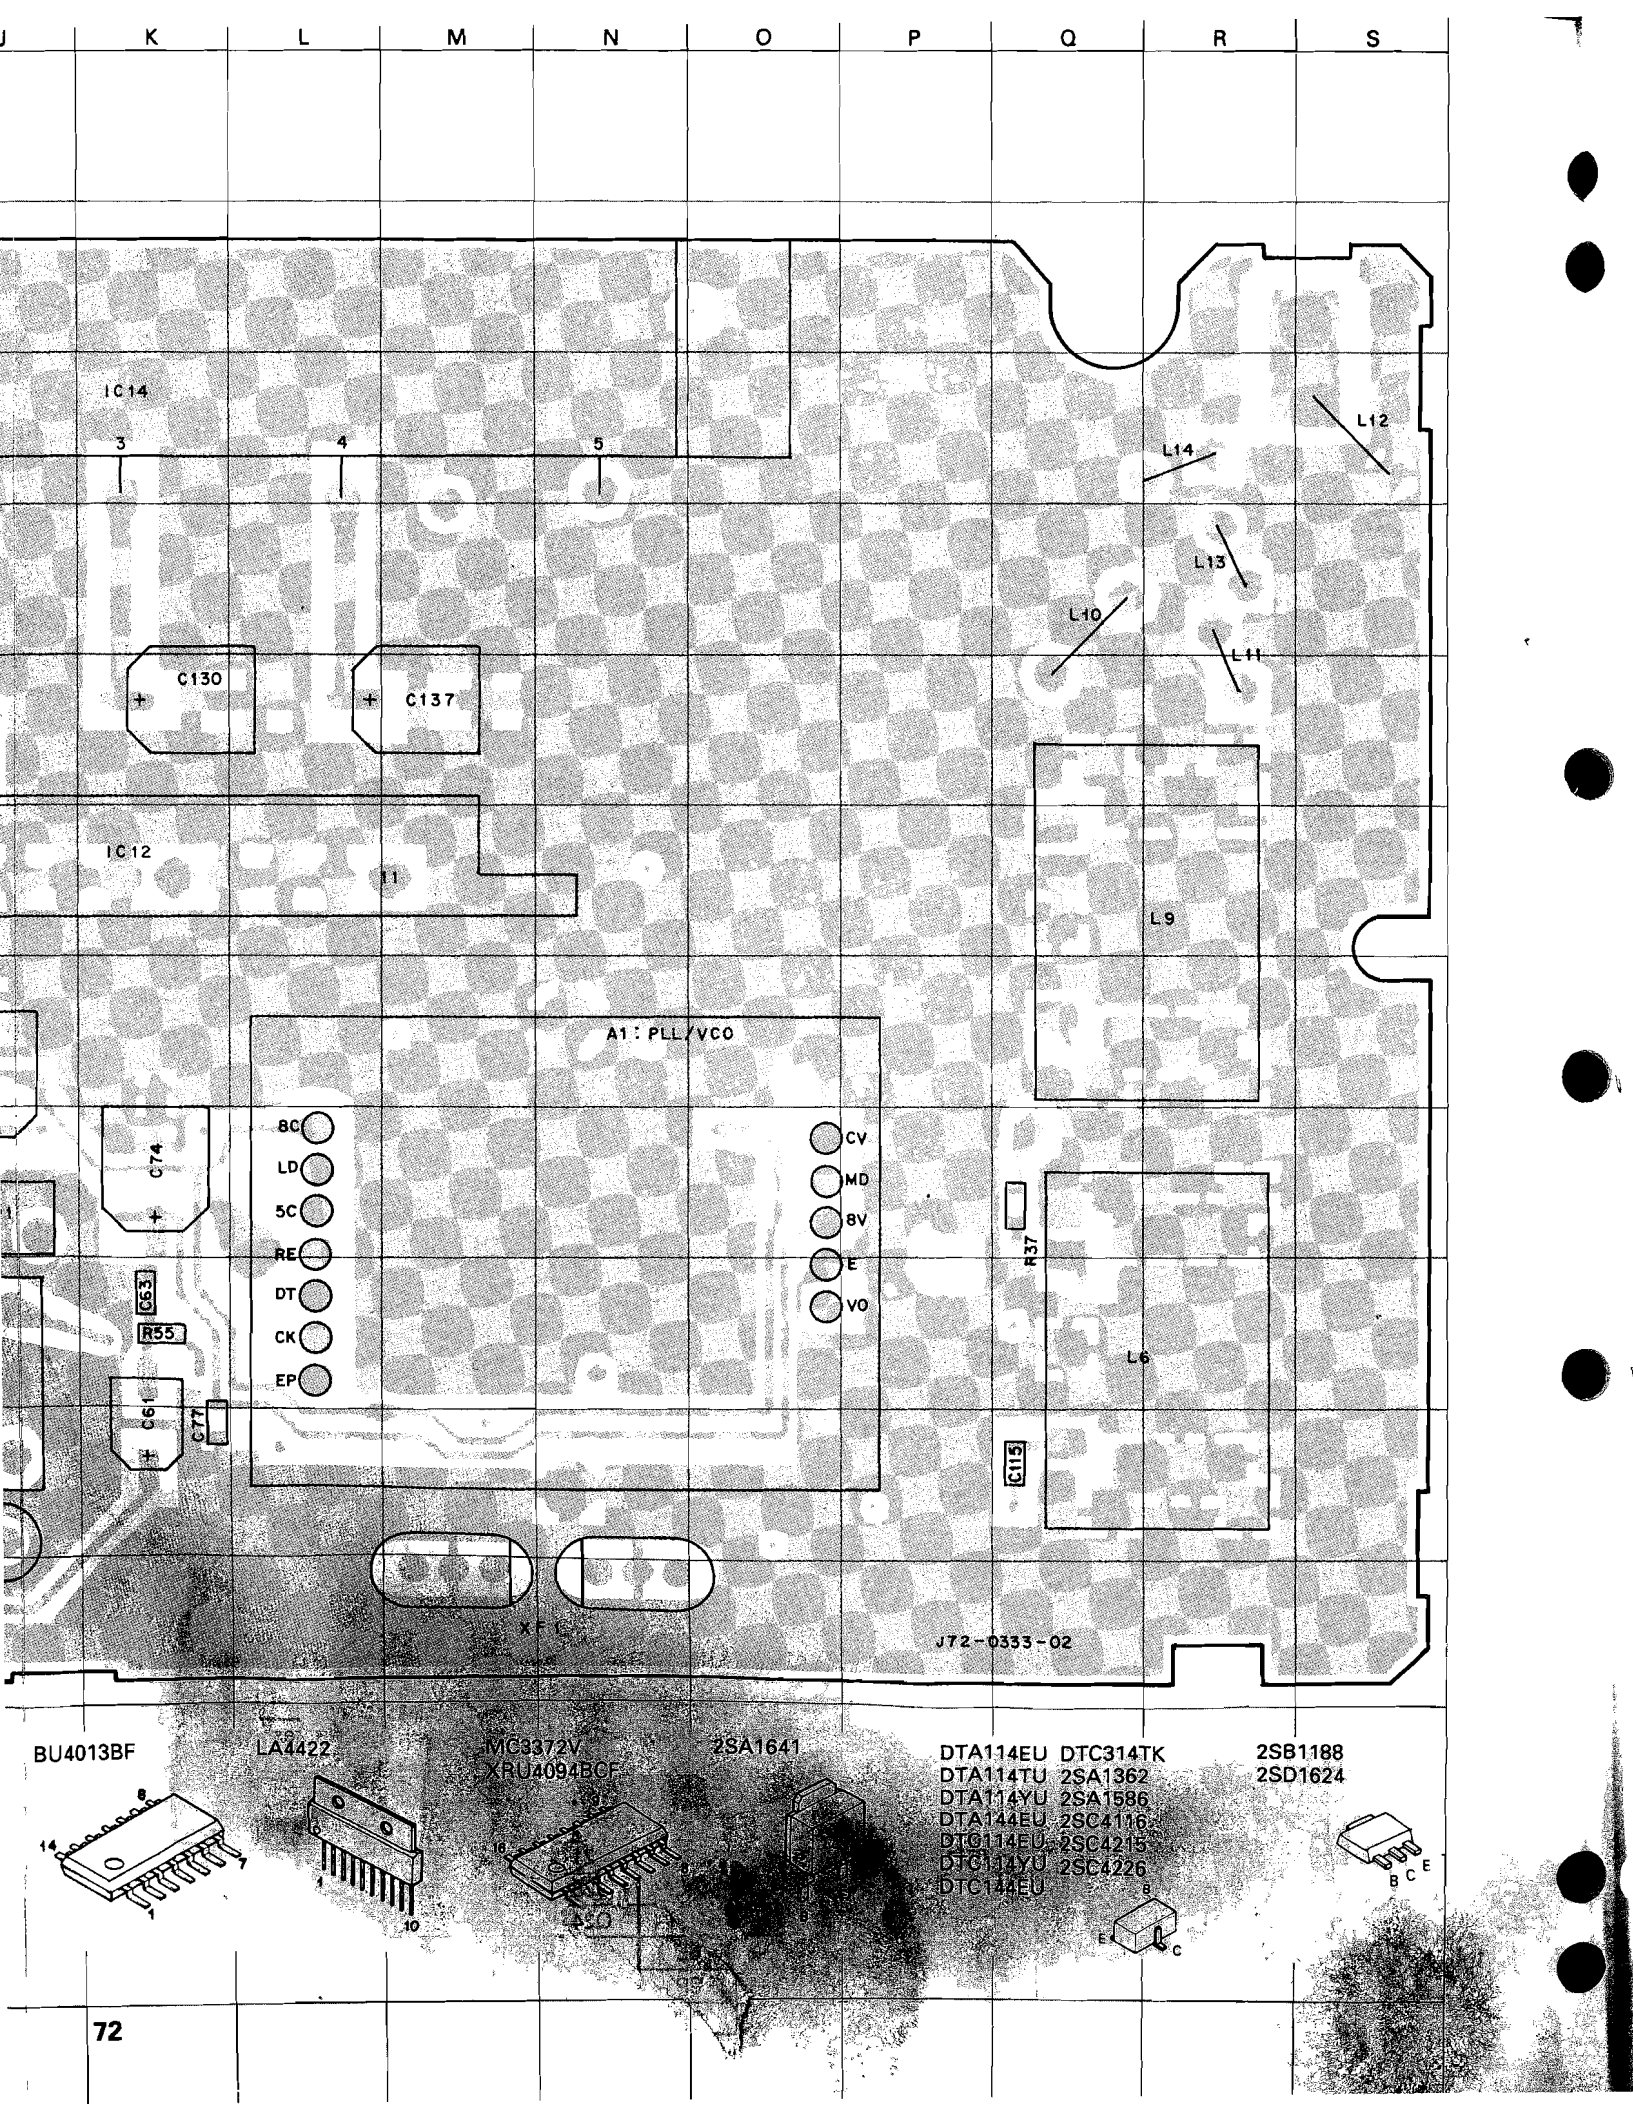 J K L M N O P Q R S
IC14
3 4 5
L12
L14
L13
L10
L11
C130
+
C137
+
IC12
11
L9
A1: PLL/VCO
8C
CV
C74
LD
MD
+
5C
8V
1
R37
RE
E
C63
DT
VO
R55
CK
L6
EP
C61
C77
+
C115
XF1
J72-0333-02
BU4013BF
LA4422
MC3372V
XRU4094BCF
2SA1641
DTA114EU DTC314TK
DTA114TU 2SA1362
DTA114YU 2SA1586
DTA144EU 2SC4116
DTC114EU 2SC4215
DTC114YU 2SC4226
DTC144EU
2SB1188
2SD1624
8
14
7
1
1
10
16
B
E
C
B C E
72